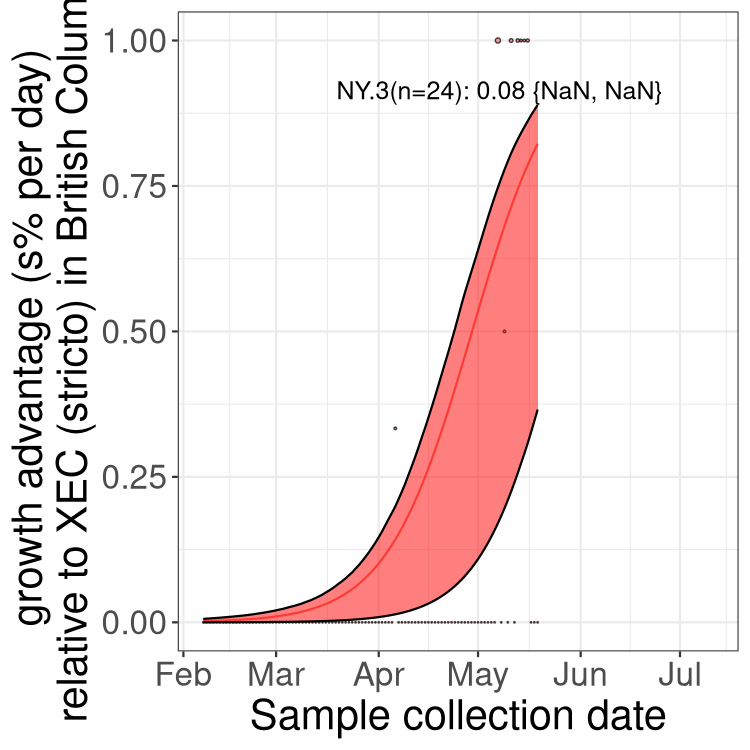 growth advantage (s% per day)
relative to XEC (stricto) in British Colum
1.00
0.75
0.50
0.25
0.00
NY.3(n=24): 0.08 {NaN, NaN}
Feb Mar Apr May Jun Jul
Sample collection date